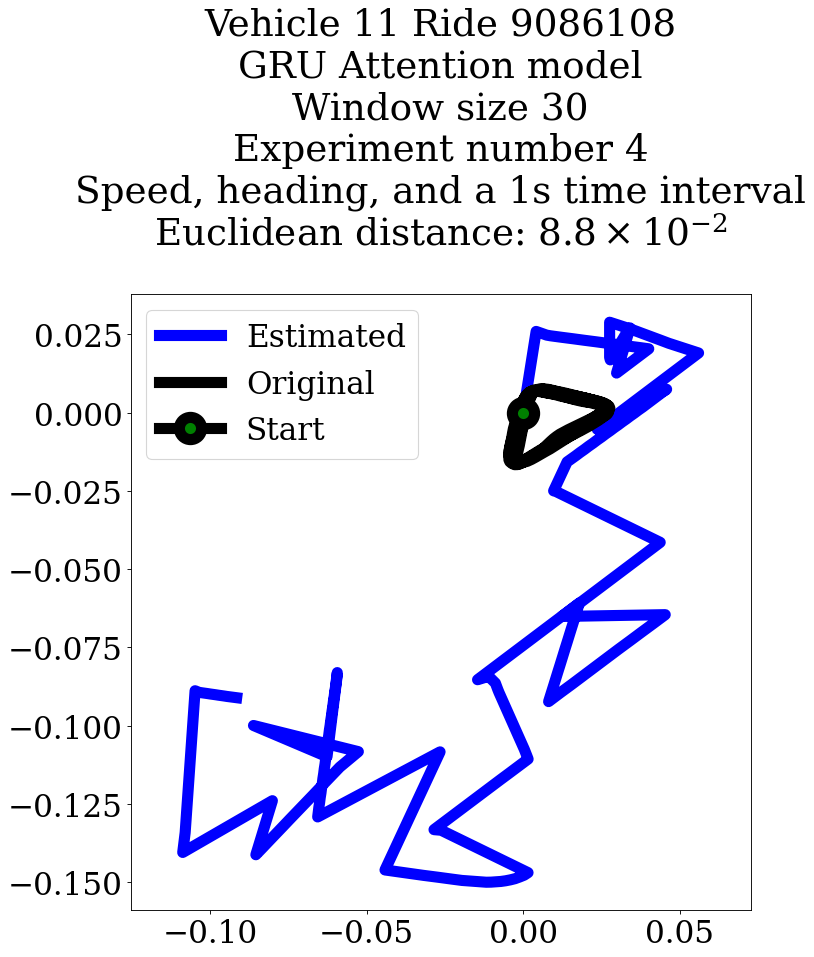 Vehicle 11 Ride 9086108
GRU Attention model
Window size 30
Experiment number 4
Speed, heading, and a 1s time interval
Euclidean distance: 8.8 × 10⁻²
Estimated
Original
Start
0.025
0.000
−0.025
−0.050
−0.075
−0.100
−0.125
−0.150
−0.10 −0.05 0.00 0.05